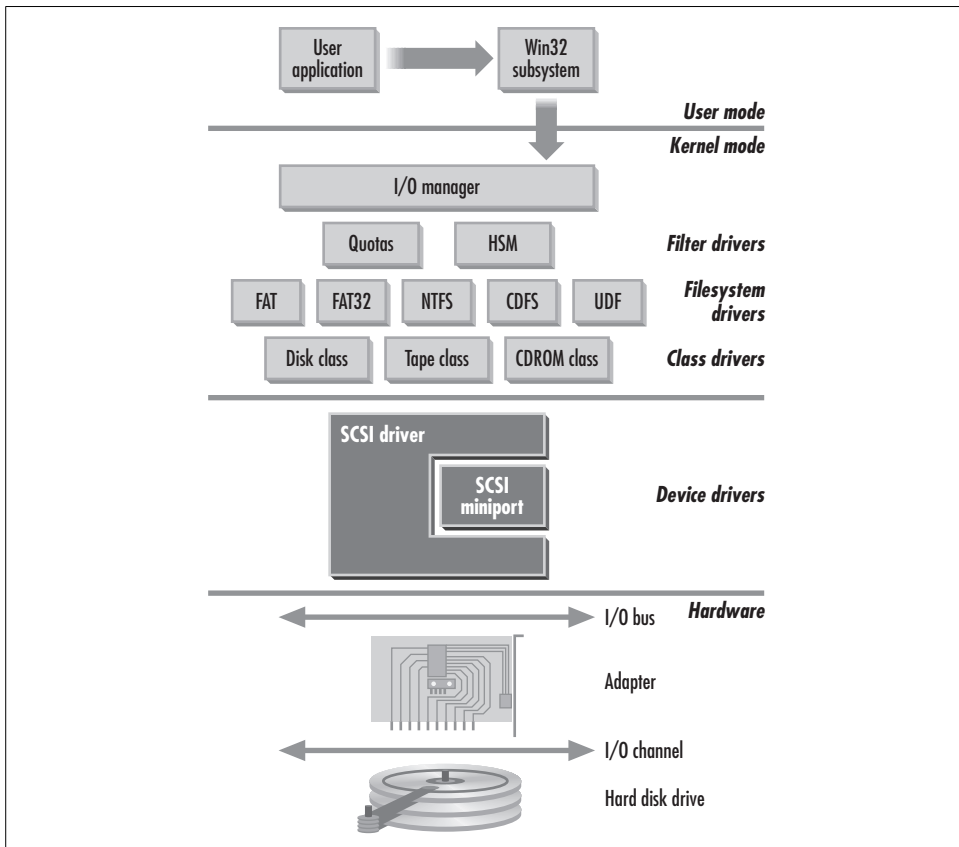 User
application
Win32
subsystem
User mode
Kernel mode
I/O manager
Quotas
HSM
Filter drivers
FAT
FAT32
NTFS
CDFS
UDF
Filesystem
drivers
Disk class
Tape class
CDROM class
Class drivers
SCSI driver
SCSI
miniport
Device drivers
Hardware
I/O bus
Adapter
I/O channel
Hard disk drive